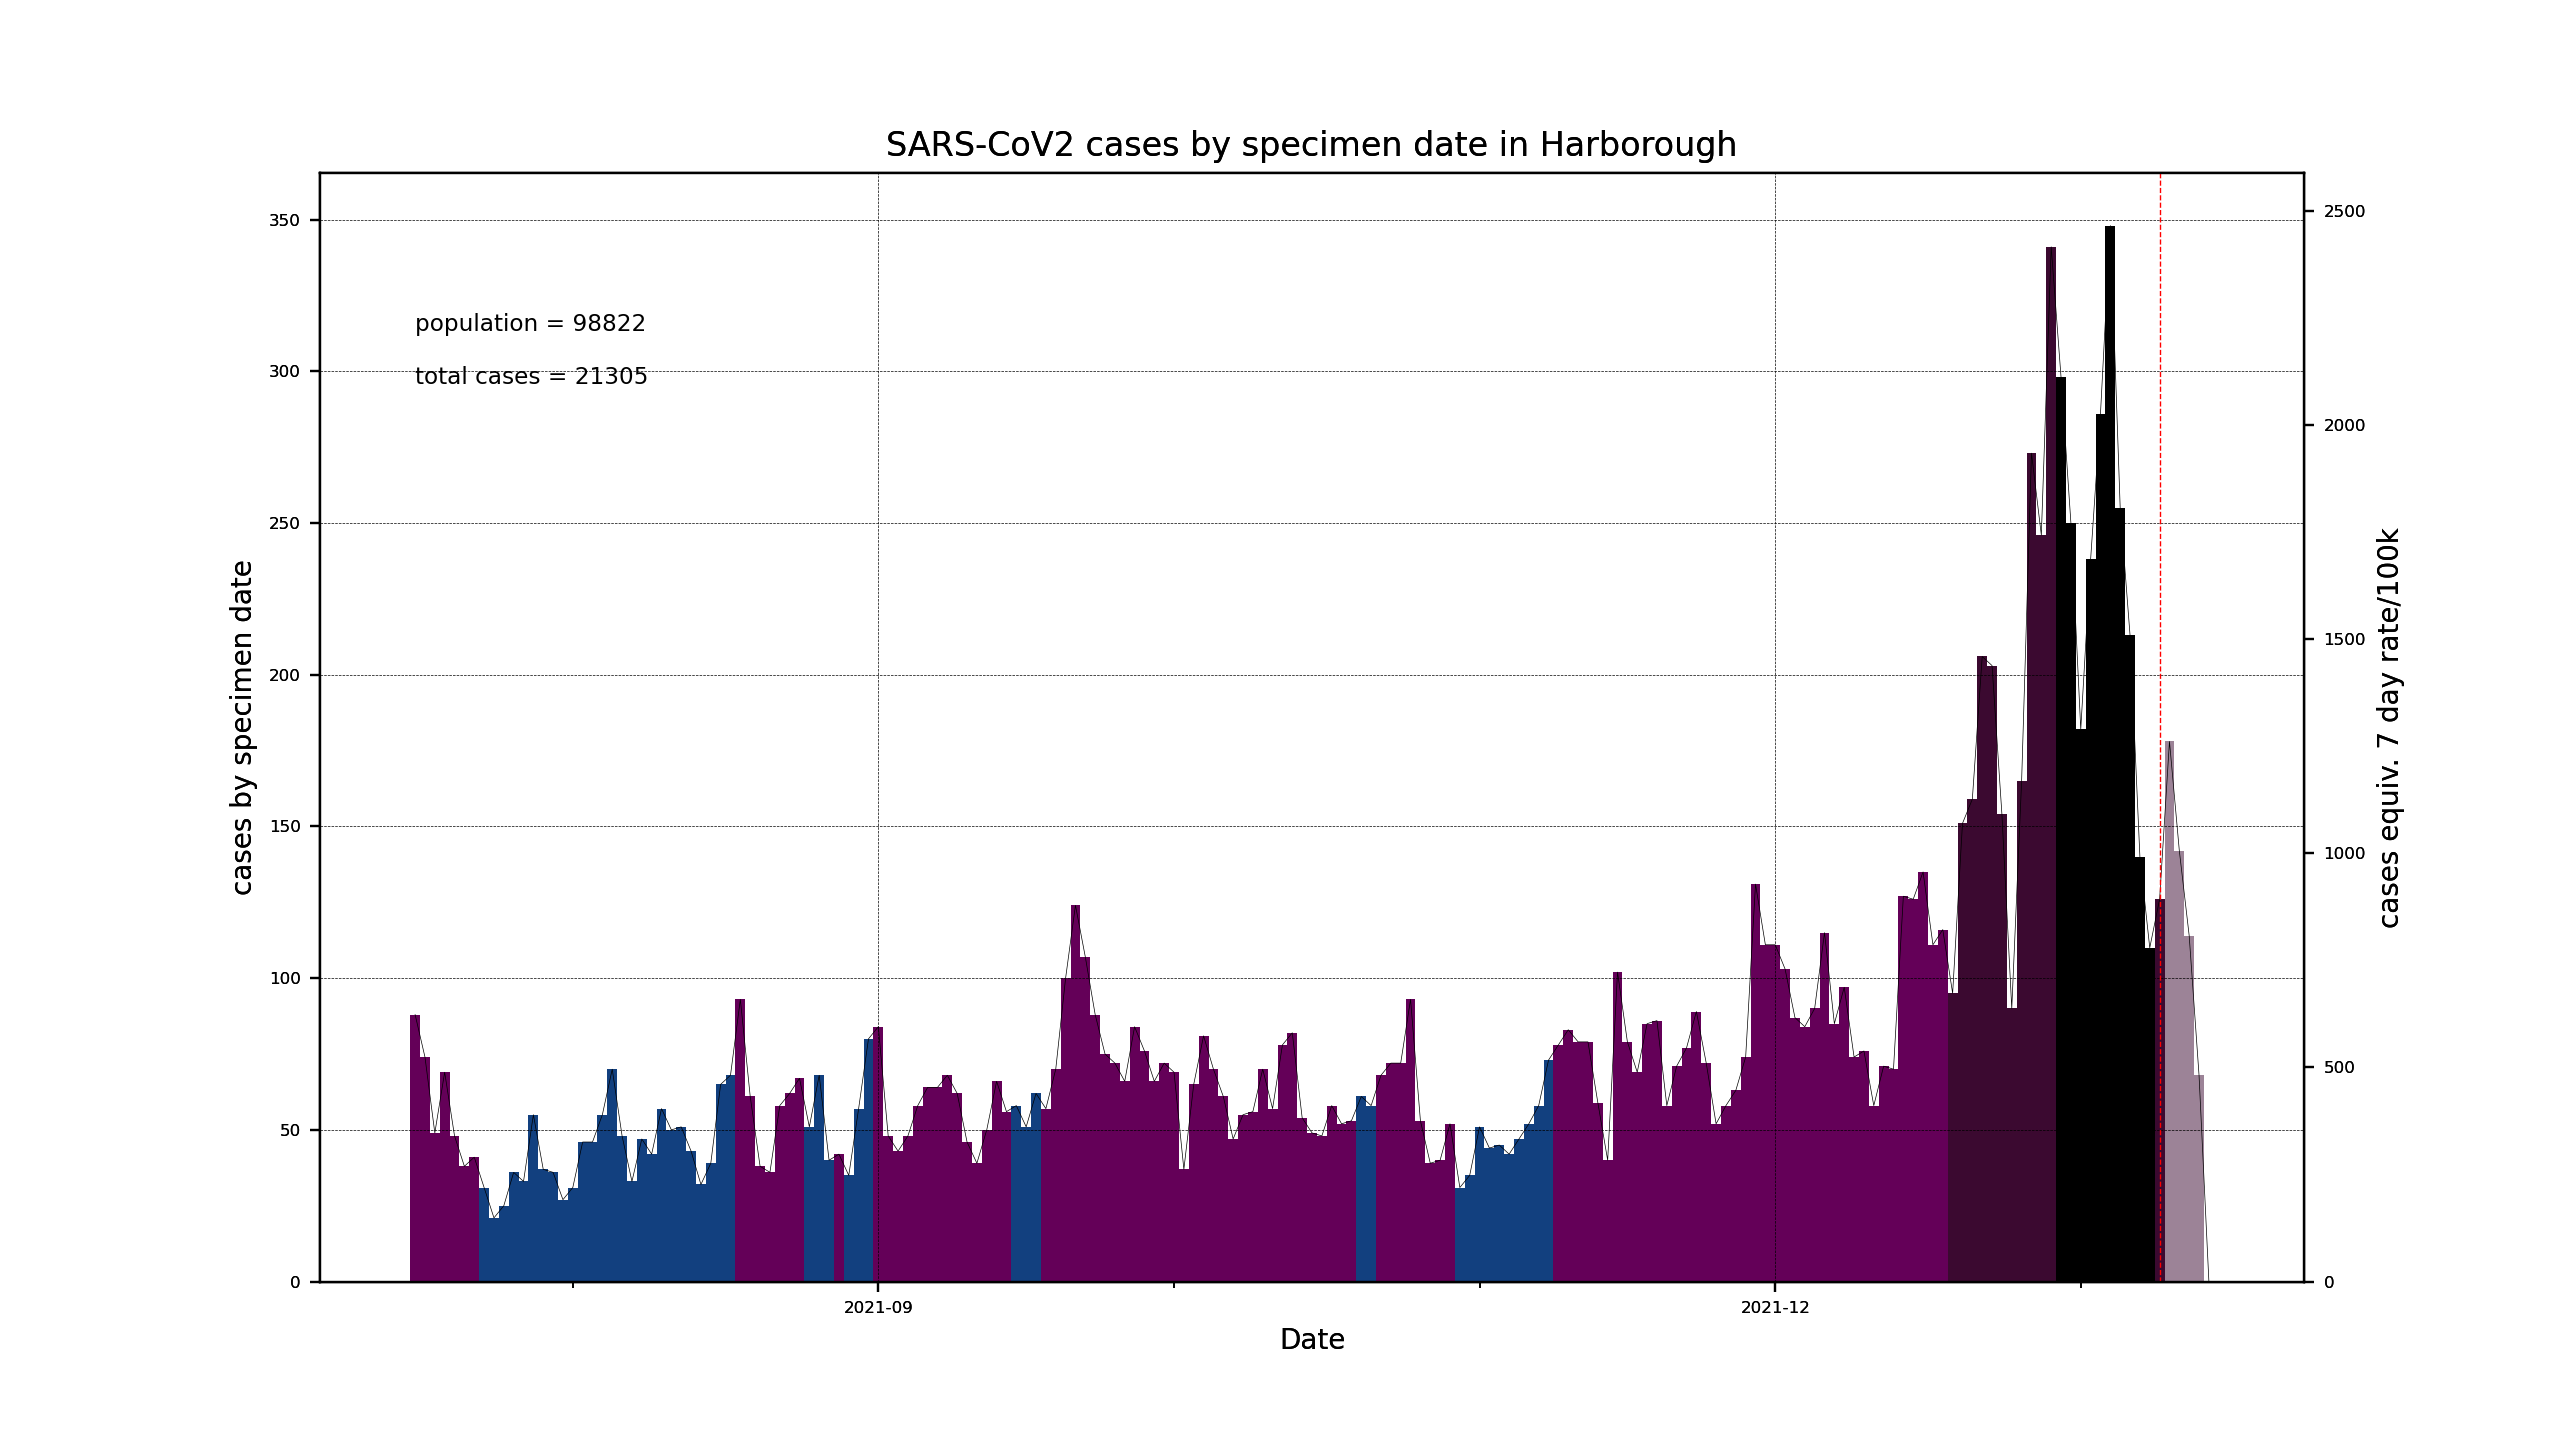 SARS-CoV2 cases by specimen date in Harborough
population = 98822
total cases = 21305
cases by specimen date
350
300
250
200
150
100
50
0
2500
2000
1500
1000
500
0
cases equiv. 7 day rate/100k
2021-09
2021-12
Date